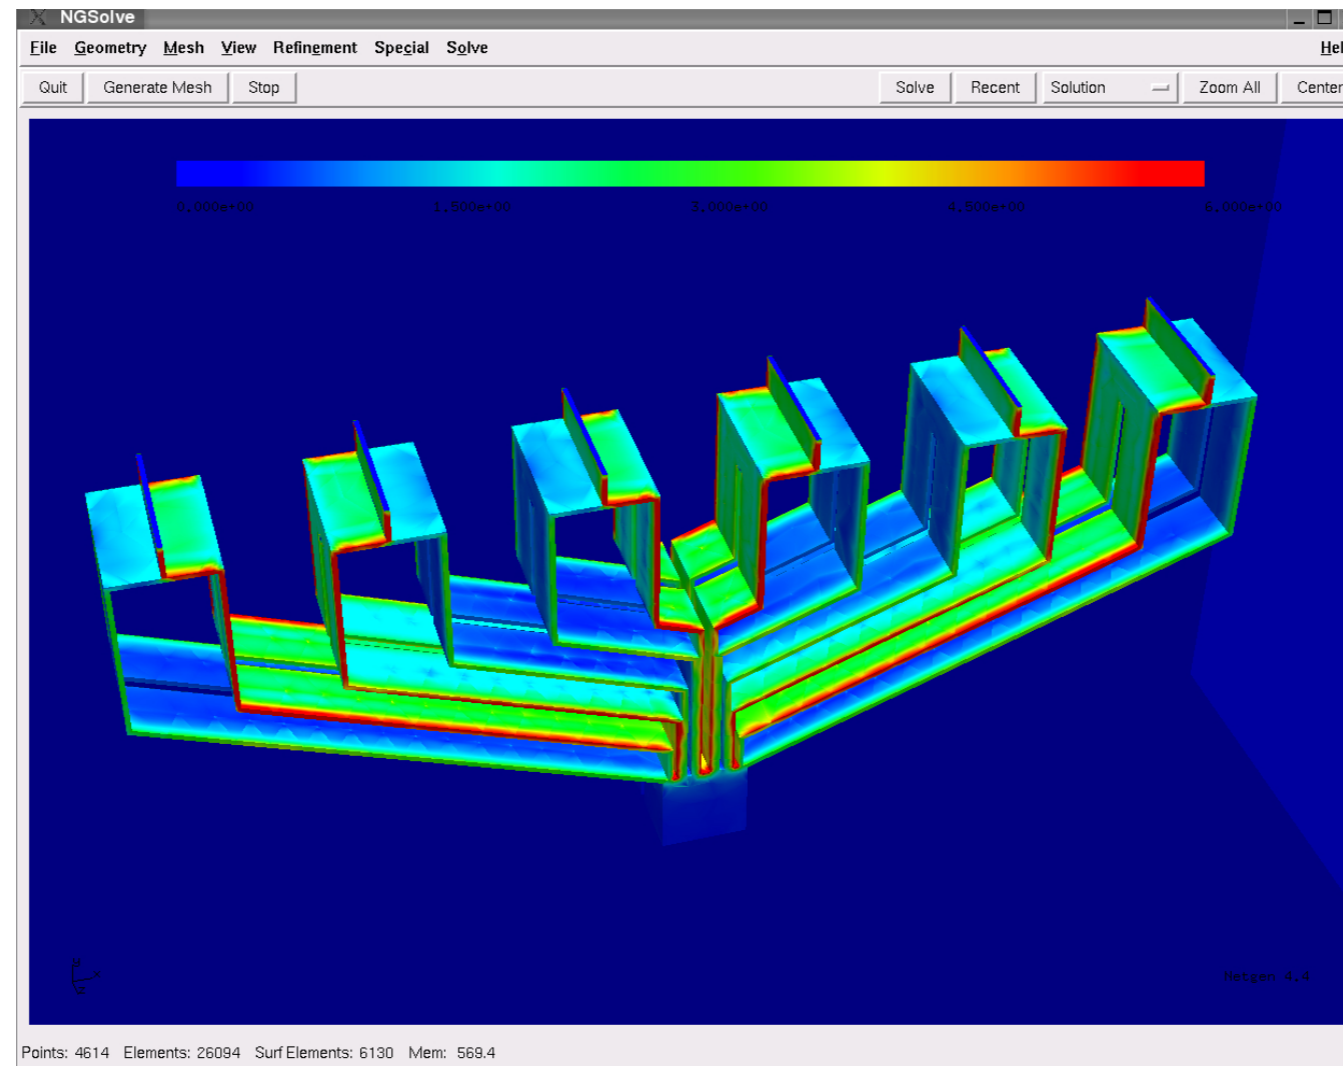 NGSolve
File Geometry Mesh View Refinement Special Solve Hel
Quit Generate Mesh Stop Solve Recent Solution Zoom All Center
0.000e+00 1.500e+00 3.000e+00 4.500e+00 6.000e+00
Netgen 4.4
Points: 4614 Elements: 26094 Surf Elements: 6130 Mem: 569.4